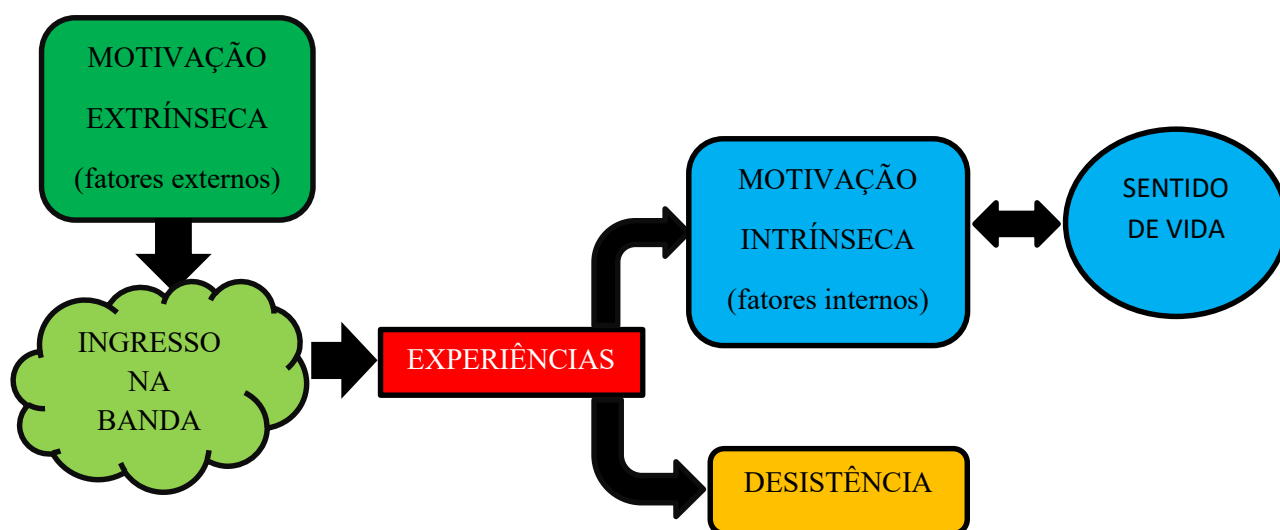 MOTIVAÇÃO
EXTRÍNSECA
(fatores externos)
INGRESSO
NA
BANDA
EXPERIÊNCIAS
MOTIVAÇÃO
INTRÍNSECA
(fatores internos)
SENTIDO
DE VIDA
DESISTÊNCIA